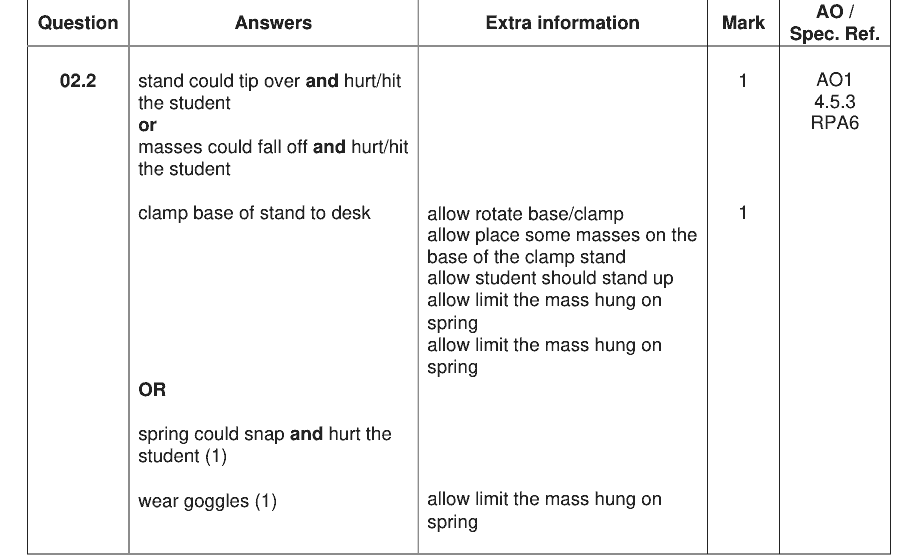 Question Answers Extra information Mark AO /
Spec. Ref.
02.2 stand could tip over and hurt/hit 1 AO1
the student 4.5.3
or RPA6
masses could fall off and hurt/hit
the student
clamp base of stand to desk allow rotate base/clamp 1
allow place some masses on the
base of the clamp stand
allow student should stand up
allow limit the mass hung on
spring
allow limit the mass hung on
spring
OR
spring could snap and hurt the
student (1)
wear goggles (1) allow limit the mass hung on
spring